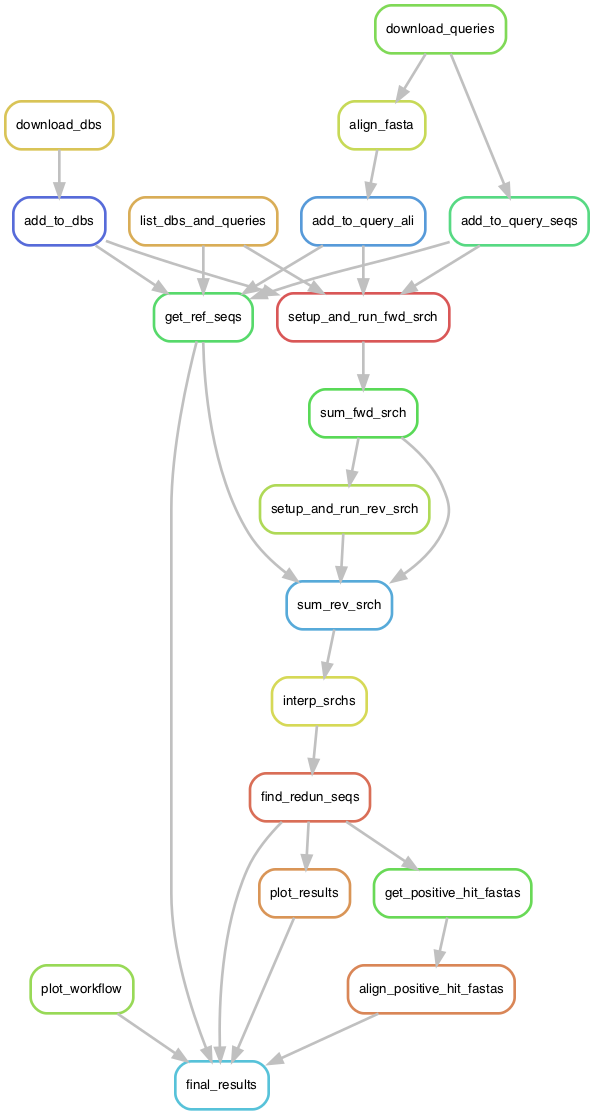 download_queries
download_dbs
align_fasta
add_to_dbs
list_dbs_and_queries
add_to_query_ali
add_to_query_seqs
get_ref_seqs
setup_and_run_fwd_srch
sum_fwd_srch
setup_and_run_rev_srch
sum_rev_srch
interp_srchs
find_redun_seqs
plot_results
get_positive_hit_fastas
plot_workflow
align_positive_hit_fastas
final_results